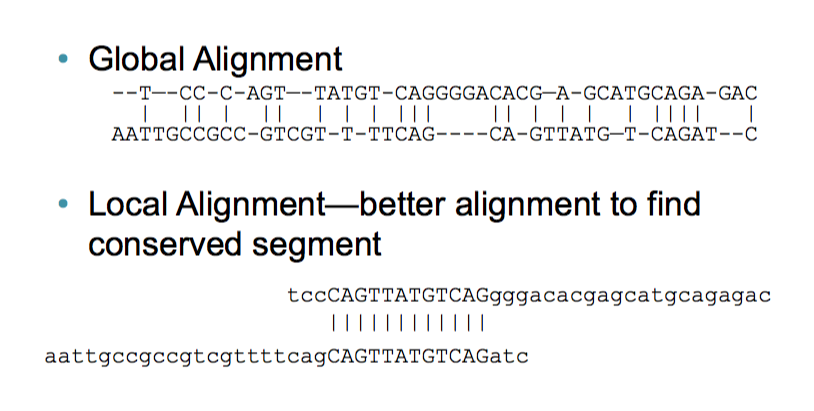 • Global Alignment
--T—-CC-C-AGT—-TATGT-CAGGGGACACG—A-GCATGCAGA-GAC
| || | || | | | ||| || | | | | |||| |
AATTGCCGCC-GTCGT-T-TTCAG----CA-GTTATG—T-CAGAT--C
• Local Alignment—better alignment to find
conserved segment
tccCAGTTATGTCAGgggacacgagcatgcagagac
||||||||||||
aattgccgccgtcgttttcagCAGTTATGTCAGatc